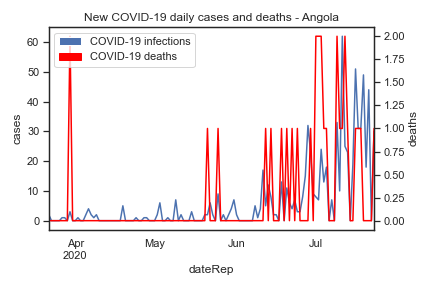 New COVID-19 daily cases and deaths - Angola
COVID-19 infections
COVID-19 deaths
60
50
40
30
20
10
0
cases
2.00
1.75
1.50
1.25
1.00
0.75
0.50
0.25
0.00
deaths
Apr
2020
May
Jun
Jul
dateRep